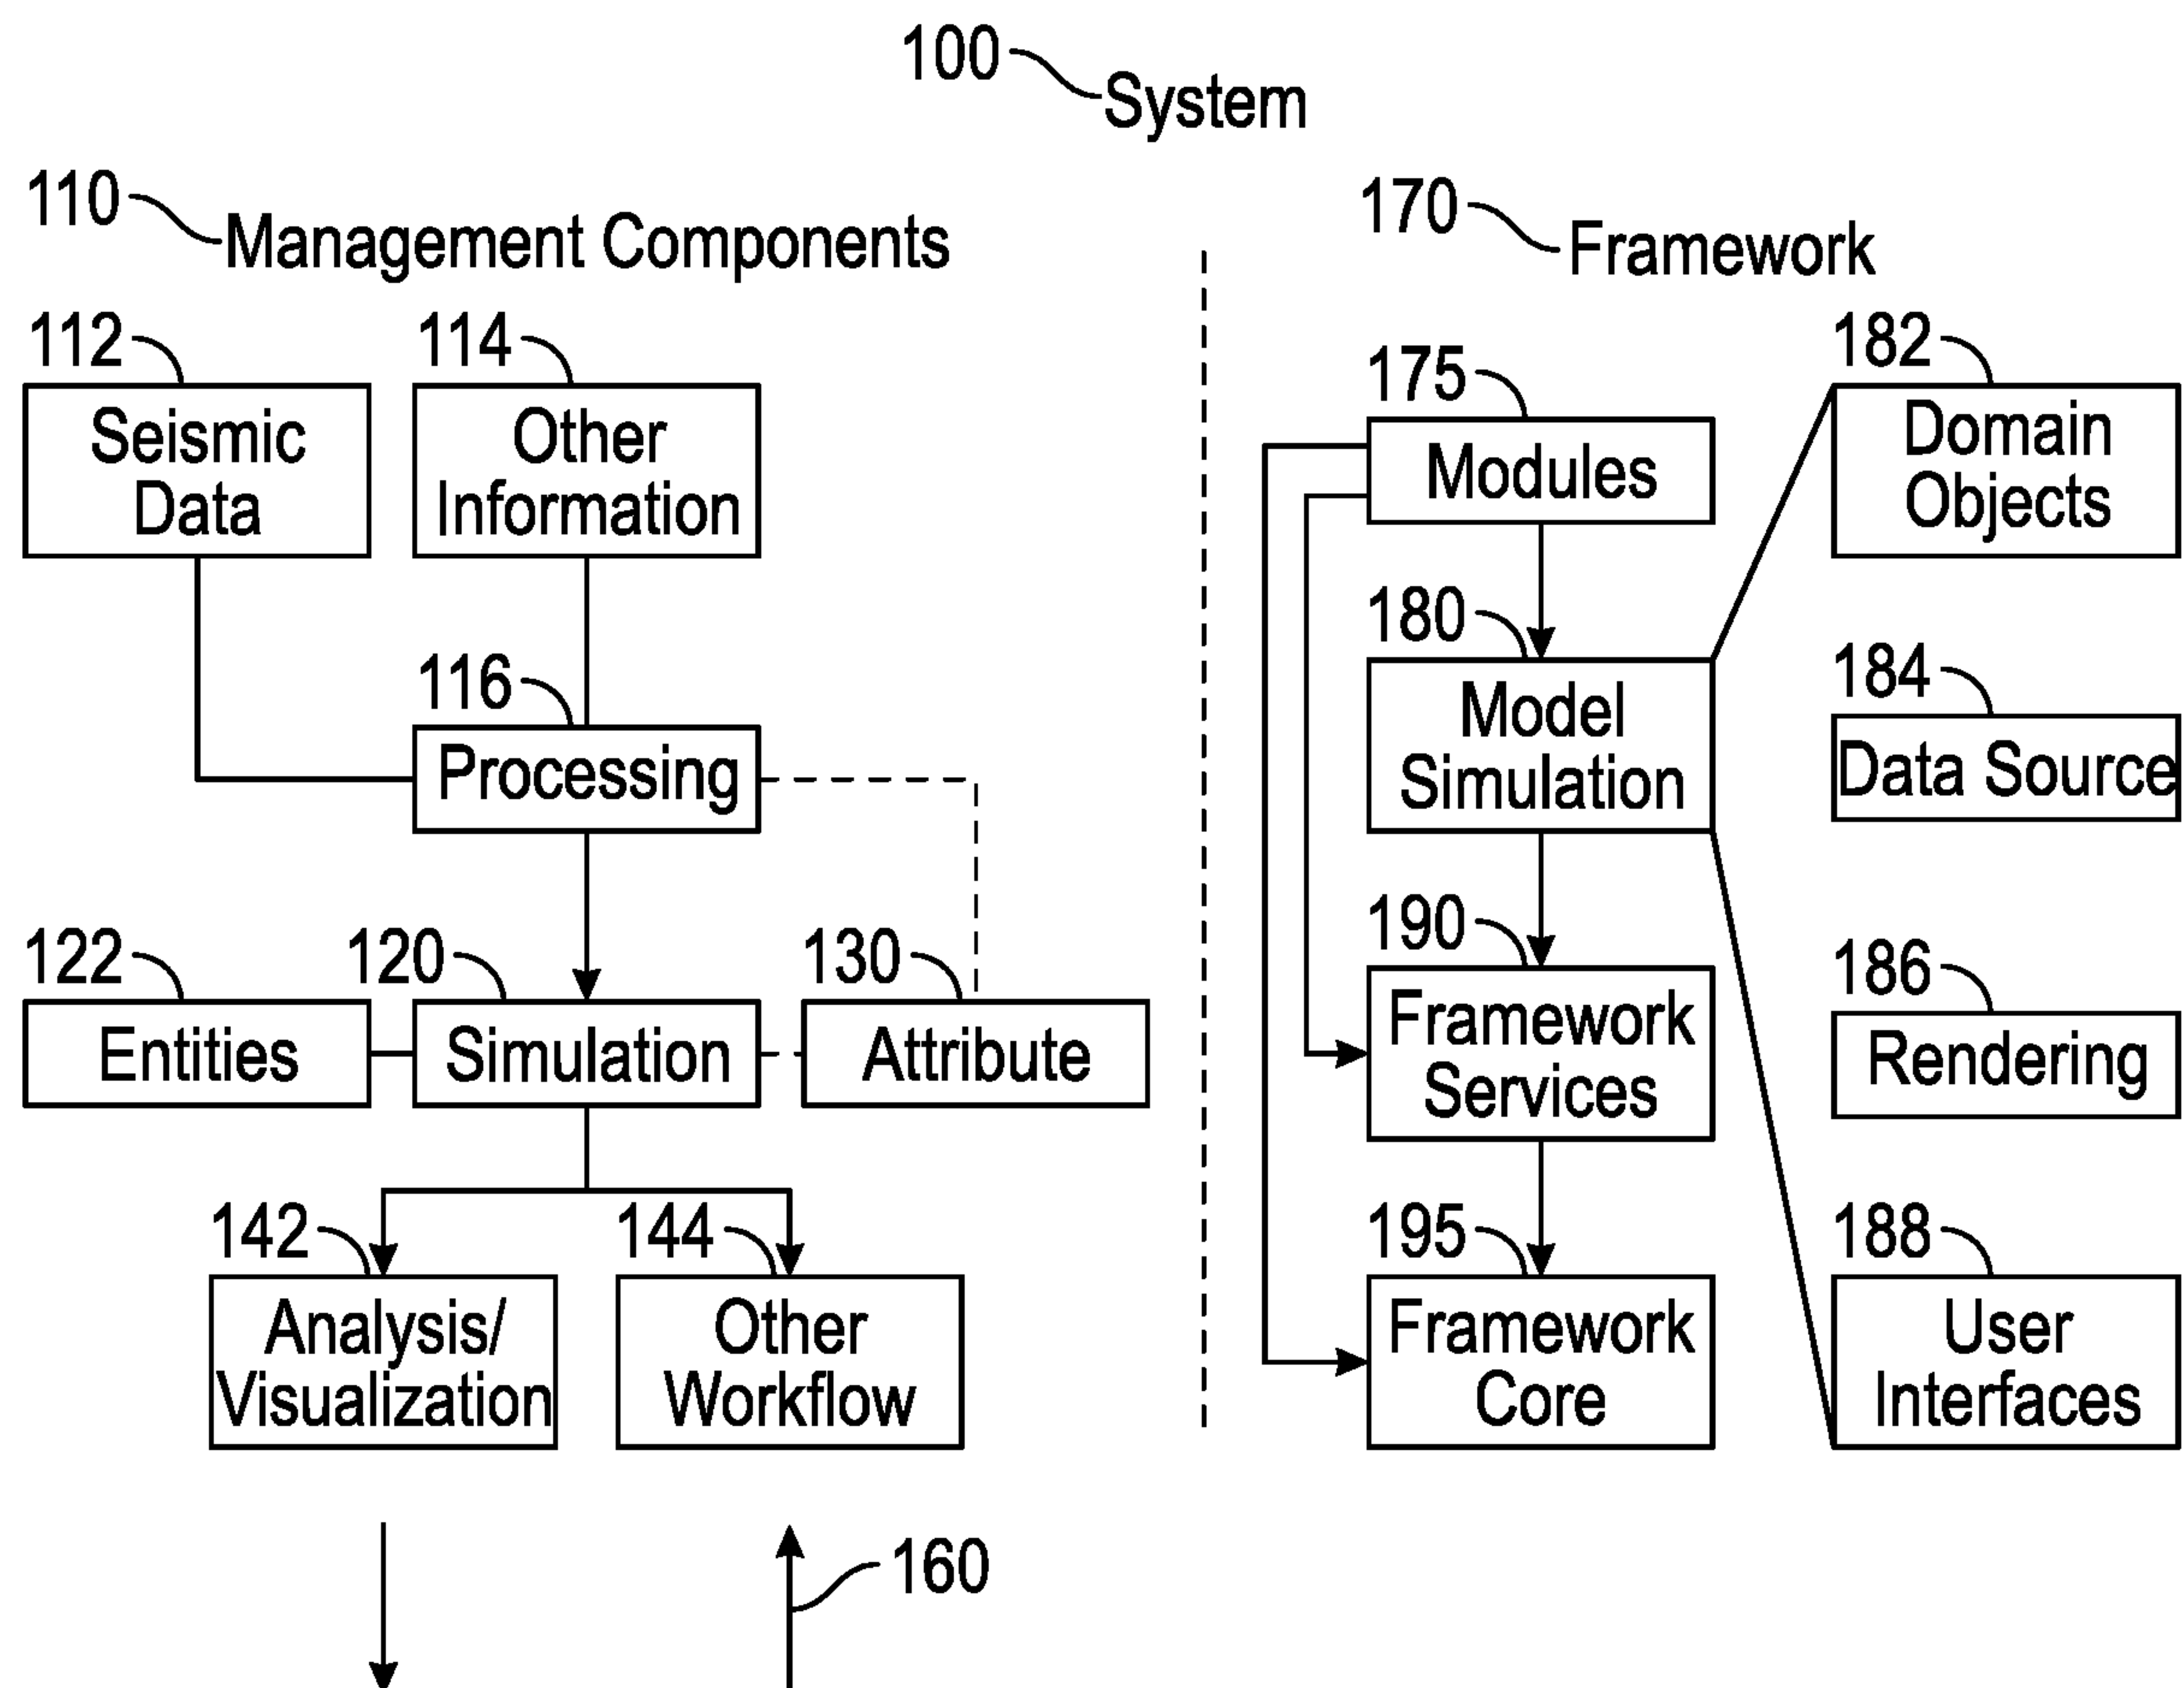 100
System
110
Management Components
112
Seismic
Data
114
Other
Information
116
Processing
122
Entities
120
Simulation
130
Attribute
142
Analysis/
Visualization
144
Other
Workflow
160
170
Framework
175
Modules
180
Model
Simulation
190
Framework
Services
195
Framework
Core
182
Domain
Objects
184
Data Source
186
Rendering
188
User
Interfaces